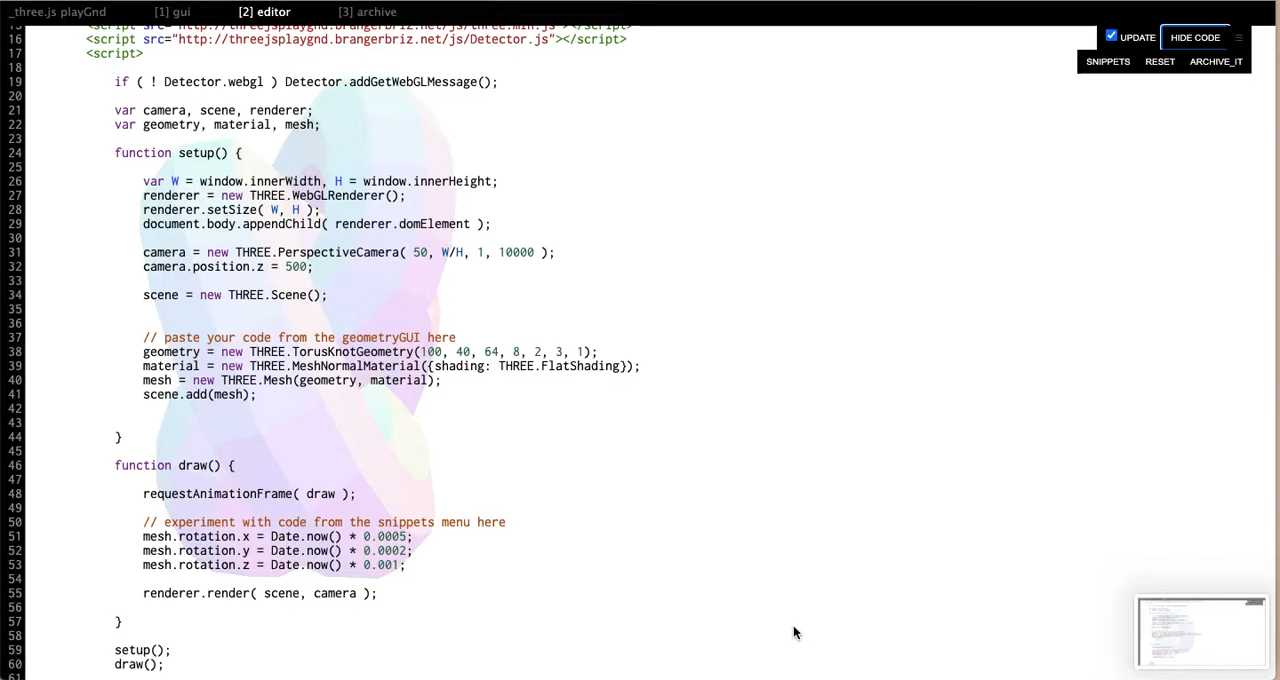 _three.js playGnd [1] gui [2] editor [3] archive
16 <script src="http://threejsplaygnd.brangerbriz.net/js/Detector.js"></script>
UPDATE HIDE CODE
17 <script>
SNIPPETS RESET ARCHIVE_IT
18
19 if ( ! Detector.webgl ) Detector.addGetWebGLMessage();
20
21 var camera, scene, renderer;
22 var geometry, material, mesh;
23
24 function setup() {
25
26 var W = window.innerWidth, H = window.innerHeight;
27 renderer = new THREE.WebGLRenderer();
28 renderer.setSize( W, H );
29 document.body.appendChild( renderer.domElement );
30
31 camera = new THREE.PerspectiveCamera( 50, W/H, 1, 10000 );
32 camera.position.z = 500;
33
34 scene = new THREE.Scene();
35
36
37 // paste your code from the geometryGUI here
38 geometry = new THREE.TorusKnotGeometry(100, 40, 64, 8, 2, 3, 1);
39 material = new THREE.MeshNormalMaterial({shading: THREE.FlatShading});
40 mesh = new THREE.Mesh(geometry, material);
41 scene.add(mesh);
42
43
44 }
45
46 function draw() {
47
48 requestAnimationFrame( draw );
49
50 // experiment with code from the snippets menu here
51 mesh.rotation.x = Date.now() * 0.0005;
52 mesh.rotation.y = Date.now() * 0.0002;
53 mesh.rotation.z = Date.now() * 0.001;
54
55 renderer.render( scene, camera );
56
57 }
58
59 setup();
60 draw();